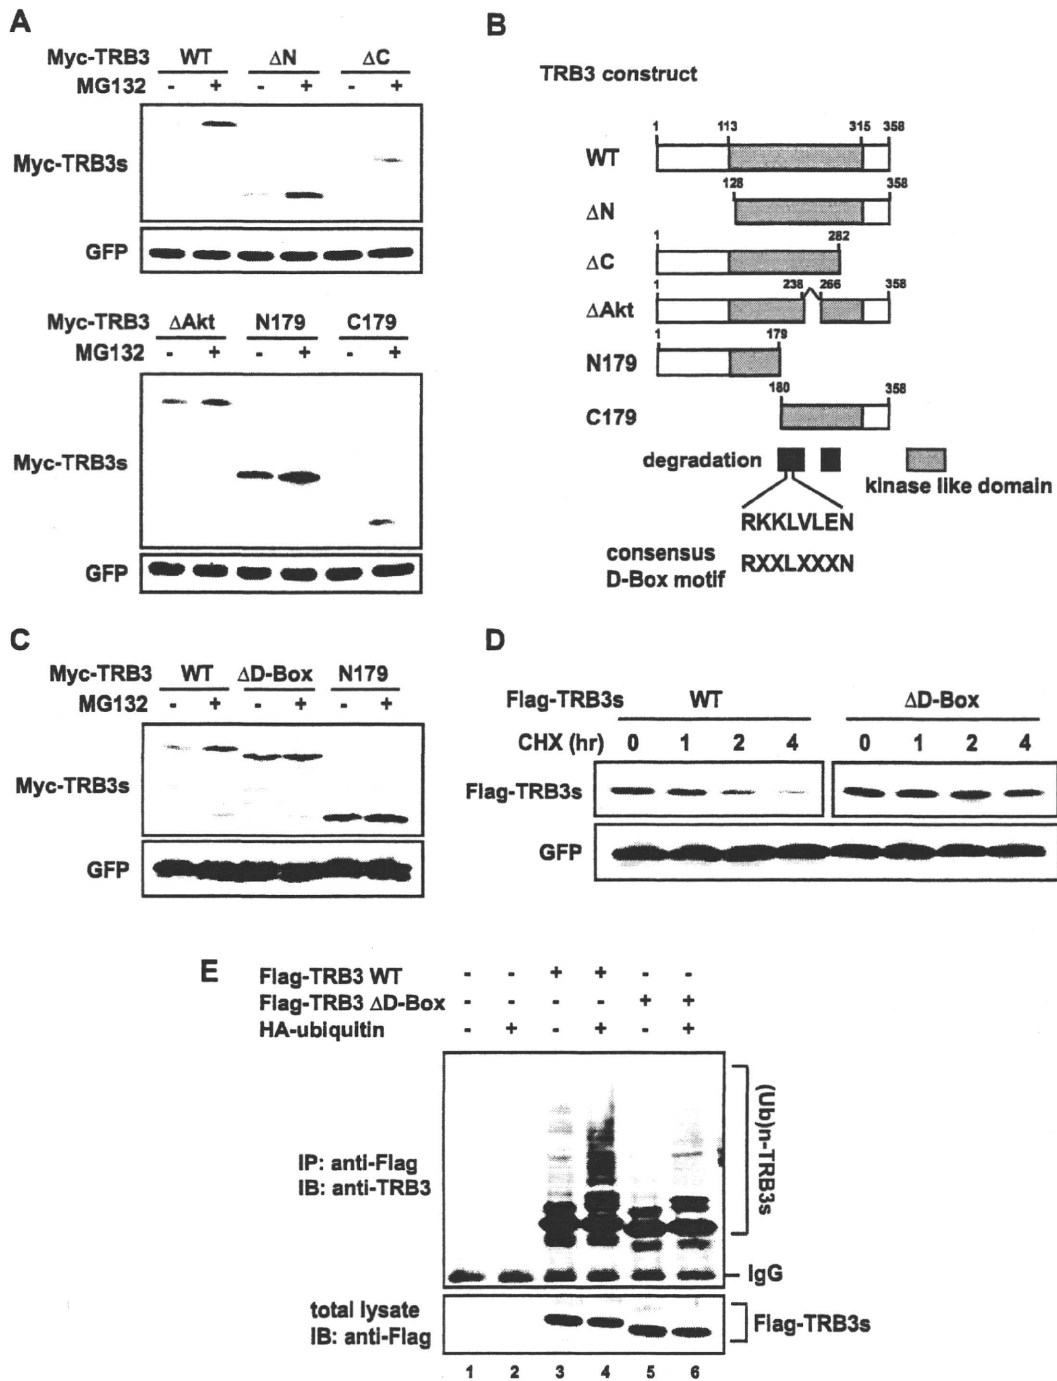 A
Myc-TRB3 WT ΔN ΔC
MG132 - + - + - +
Myc-TRB3s
GFP
Myc-TRB3 ΔAkt N179 C179
MG132 - + - + - +
Myc-TRB3s
GFP
B
TRB3 construct
1 113 315 358
WT
128 358
ΔN
1 282
ΔC
1 238 266 358
ΔAkt
1 179
N179
180 358
C179
degradation
kinase like domain
RKKLVLEN
consensus
D-Box motif
RXXLXXXN
C
Myc-TRB3 WT ΔD-Box N179
MG132 - + - + - +
Myc-TRB3s
GFP
D
Flag-TRB3s WT ΔD-Box
CHX (hr) 0 1 2 4 0 1 2 4
Flag-TRB3s
GFP
E
Flag-TRB3 WT - - + + - -
Flag-TRB3 ΔD-Box - - - - + +
HA-ubiquitin - + - + - +
IP: anti-Flag
IB: anti-TRB3
(Ub)n-TRB3s
IgG
total lysate
IB: anti-Flag
Flag-TRB3s
1 2 3 4 5 6